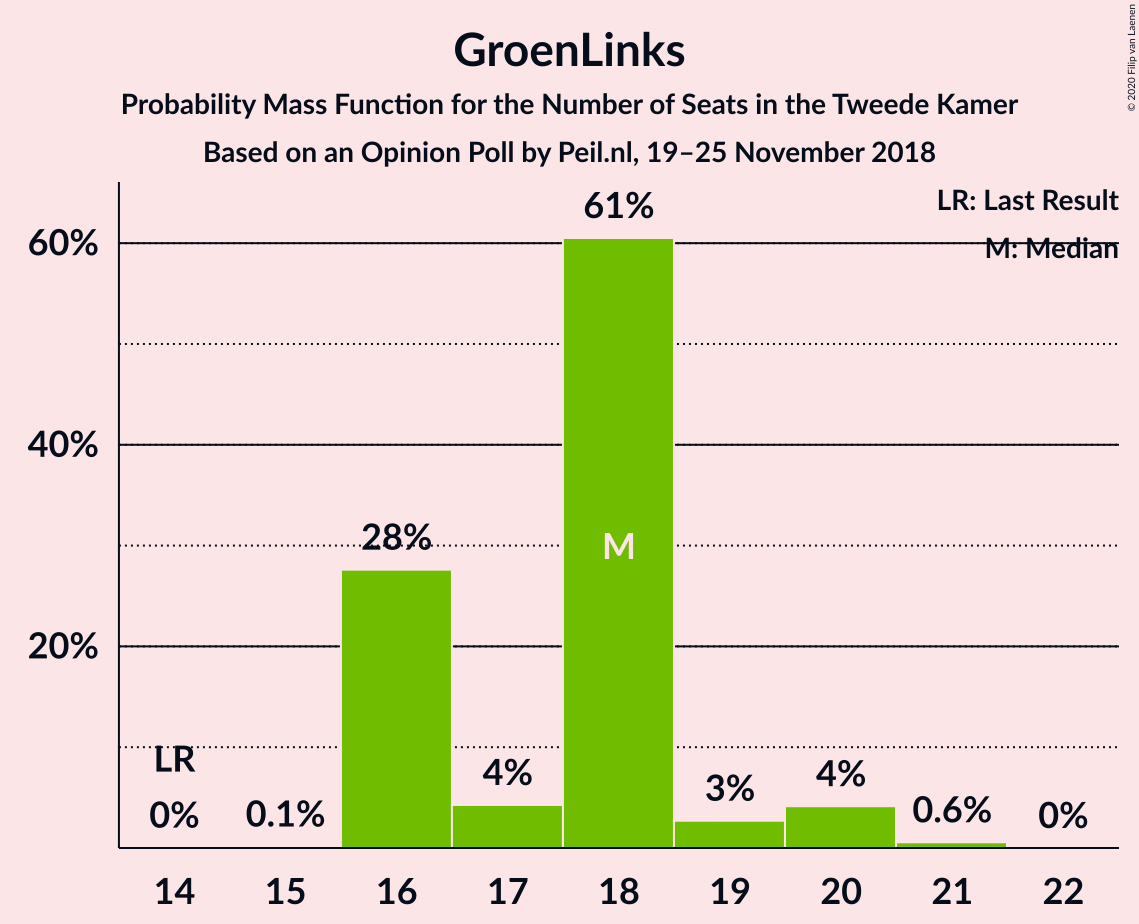 GroenLinks
Probability Mass Function for the Number of Seats in the Tweede Kamer
Based on an Opinion Poll by Peil.nl, 19–25 November 2018
© 2020 Filip van Laenen
LR: Last Result
M: Median
61%
60%
40%
28%
M
20%
LR
0%
0.1%
4%
3%
4%
0.6%
0%
14 15 16 17 18 19 20 21 22